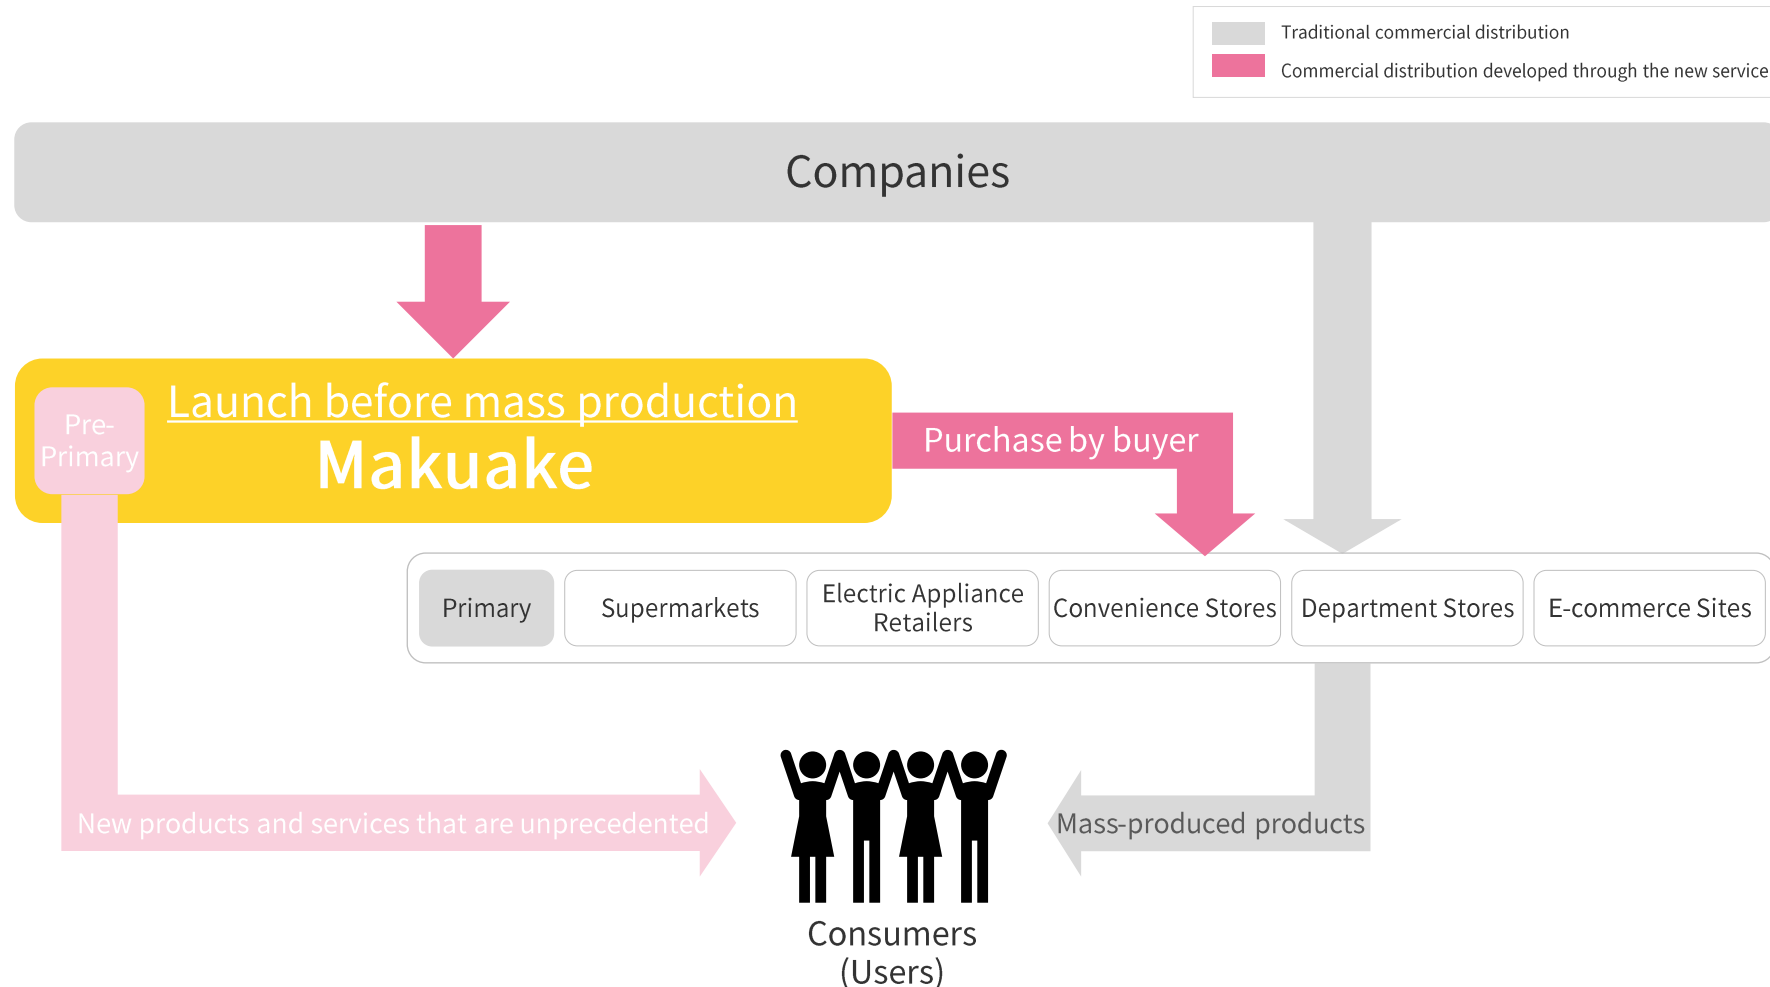 Traditional commercial distribution
Commercial distribution developed through the new service
Companies
Pre-
Primary
Launch before mass production
Makuake
Purchase by buyer
Primary
Supermarkets
Electric Appliance
Retailers
Convenience Stores
Department Stores
E-commerce Sites
New products and services that are unprecedented
Mass-produced products
Consumers
(Users)